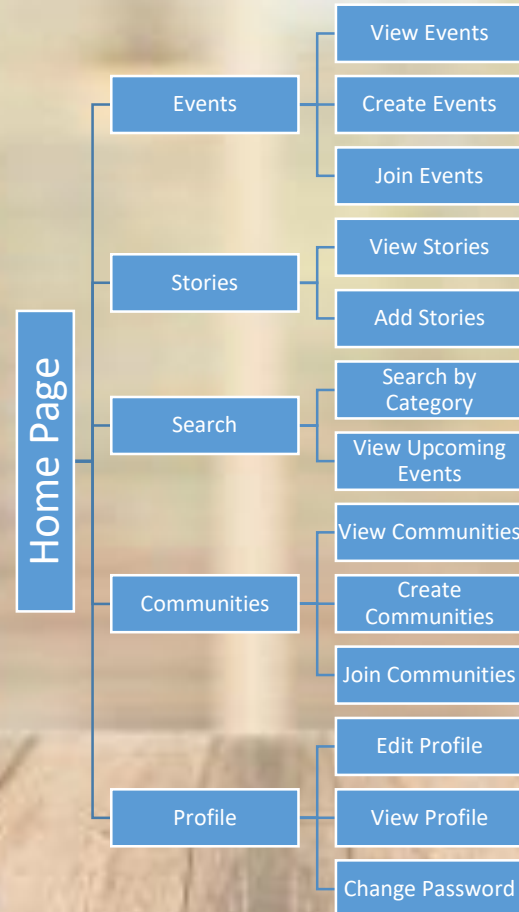 Home Page
Events
View Events
Create Events
Join Events
Stories
View Stories
Add Stories
Search
Search by
Category
View Upcoming
Events
Communities
View Communities
Create
Communities
Join Communities
Profile
Edit Profile
View Profile
Change Password